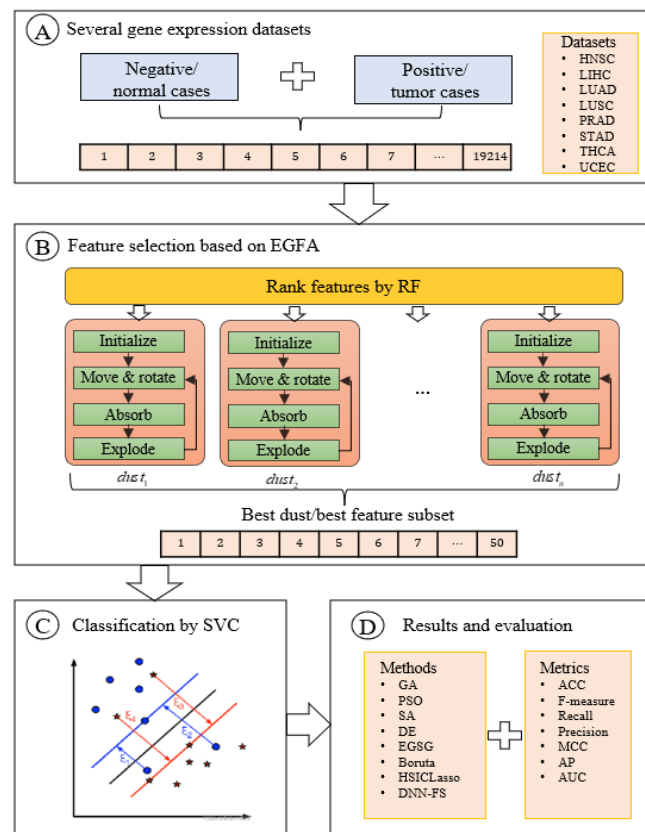 A Several gene expression datasets
Negative/
normal cases
Positive/
tumor cases
1 2 3 4 5 6 7 ... 19214
Datasets
• HNSC
• LIHC
• LUAD
• LUSC
• PRAD
• STAD
• THCA
• UCEC
B Feature selection based on EGFA
Rank features by RF
Initialize
Move & rotate
Absorb
Explode
dust1
Initialize
Move & rotate
Absorb
Explode
dust2
...
Initialize
Move & rotate
Absorb
Explode
dustn
Best dust/best feature subset
1 2 3 4 5 6 7 ... 50
C Classification by SVC
ξ4
ξ3
ξ2
ξ1
D Results and evaluation
Methods
• GA
• PSO
• SA
• DE
• EGSG
• Boruta
• HSICLasso
• DNN-FS
Metrics
• ACC
• F-measure
• Recall
• Precision
• MCC
• AP
• AUC